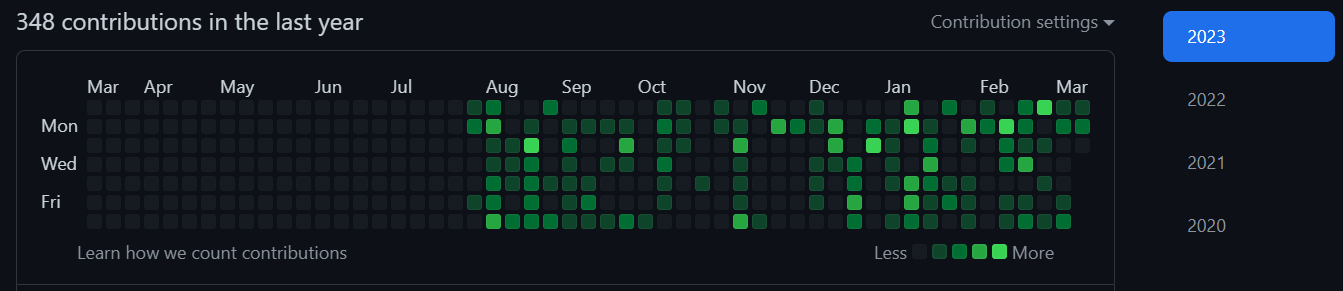 348 contributions in the last year
Contribution settings
2023
Mar Apr May Jun Jul Aug Sep Oct Nov Dec Jan Feb Mar
Mon
2022
Wed
2021
Fri
2020
Learn how we count contributions
Less More